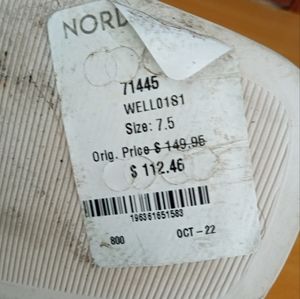 NORD
71445
WELL01S1
Size: 7.5
Orig. Price $ 149.95
$ 112.46
196361651583
800 OCT-22